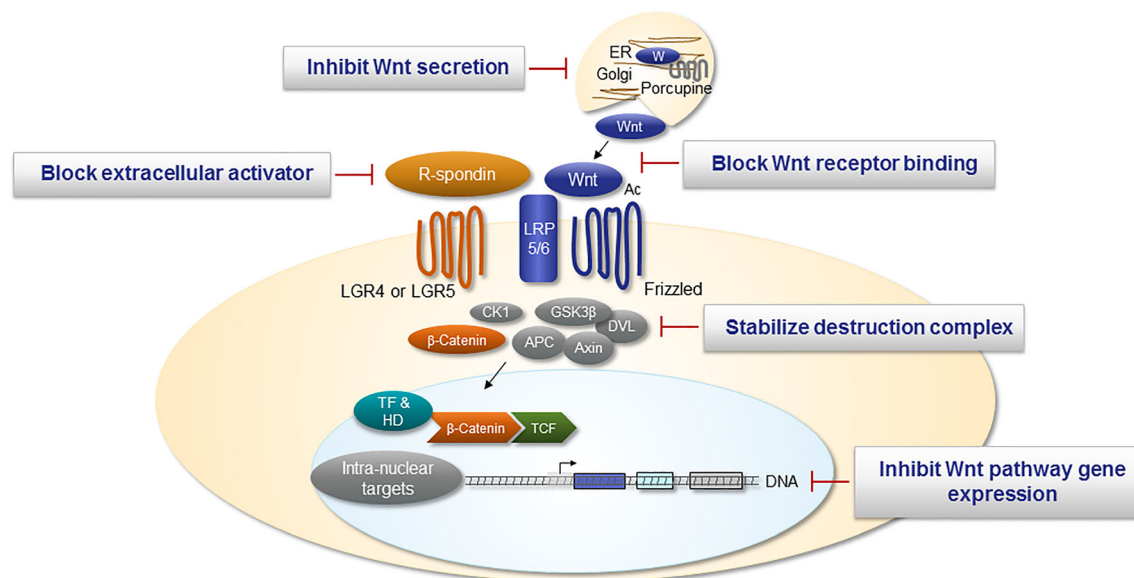 Inhibit Wnt secretion
ER
W
Golgi
Porcupine
Wnt
Block extracellular activator
R-spondin
Wnt
Ac
Block Wnt receptor binding
LRP
5/6
LGR4 or LGR5
Frizzled
CK1
GSK3β
DVL
β-Catenin
APC
Axin
Stabilize destruction complex
TF &
HD
β-Catenin
TCF
Intra-nuclear
targets
DNA
Inhibit Wnt pathway gene
expression